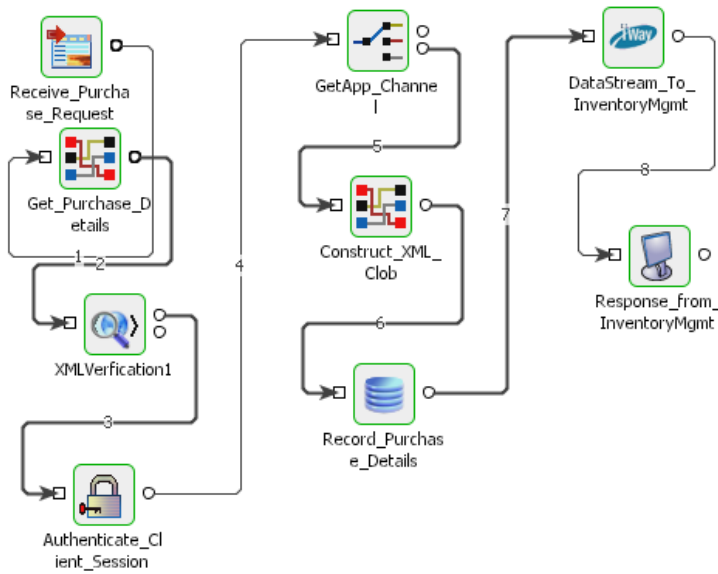 Receive_Purcha
se_Request
Get_Purchase_D
etails
1
2
XMLVerfication1
3
Authenticate_Cl
ient_Session
4
GetApp_Channe
l
5
Construct_XML_
Clob
6
Record_Purchas
e_Details
7
iWay
DataStream_To_
InventoryMgmt
8
Response_from_
InventoryMgmt